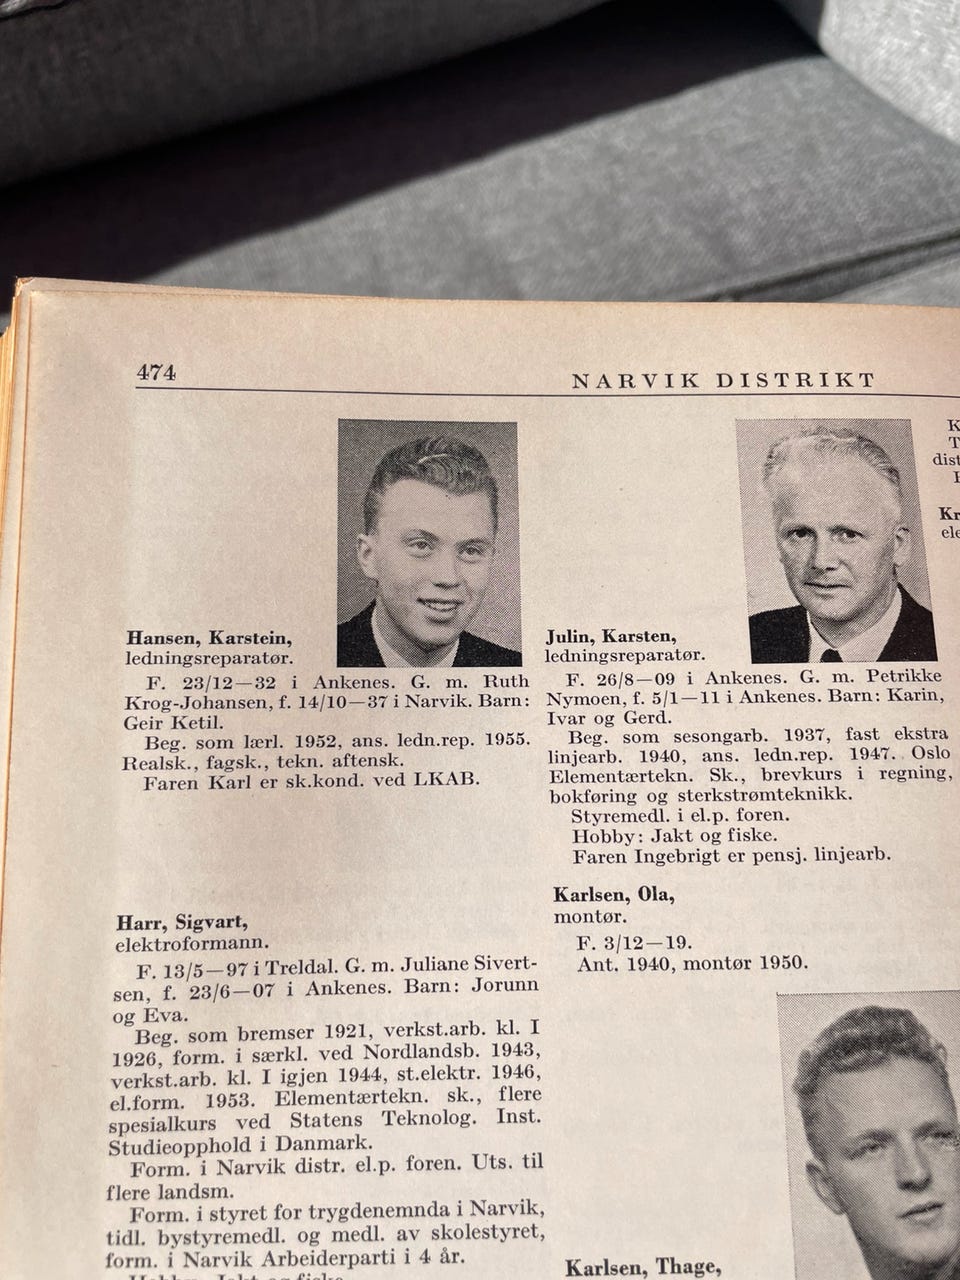 474
NARVIK DISTRIKT
Hansen, Karstein,
ledningsreparatør.
F. 23/12—32 i Ankenes. G. m. Ruth
Krog-Johansen, f. 14/10—37 i Narvik. Barn:
Geir Ketil.
Beg. som lærl. 1952, ans. ledn.rep. 1955.
Realsk., fagsk., tekn. aftensk.
Faren Karl er sk.kond. ved LKAB.
Harr, Sigvart,
elektroformann.
F. 13/5—97 i Treldal. G. m. Juliane Sivert-
sen, f. 23/6—07 i Ankenes. Barn: Jorunn
og Eva.
Beg. som bremser 1921, verkst.arb. kl. I
1926, form. i særkl. ved Nordlandsb. 1943,
verkst.arb. kl. I igjen 1944, st.elektr. 1946,
el.form. 1953. Elementærtekn. sk., flere
spesialkurs ved Statens Teknolog. Inst.
Studieopphold i Danmark.
Form. i Narvik distr. el.p. foren. Uts. til
flere landsm.
Form. i styret for trygdenemnda i Narvik,
tidl. bystyremedl. og medl. av skolestyret,
form. i Narvik Arbeiderparti i 4 år.
Hobby: Jakt og fiske.
Julin, Karsten,
ledningsreparatør.
F. 26/8—09 i Ankenes. G. m. Petrikke
Nymoen, f. 5/1—11 i Ankenes. Barn: Karin,
Ivar og Gerd.
Beg. som sesongarb. 1937, fast ekstra
linjearb. 1940, ans. ledn.rep. 1947. Oslo
Elementærtekn. Sk., brevkurs i regning,
bokføring og sterkstrømteknikk.
Styremedl. i el.p. foren.
Hobby: Jakt og fiske.
Faren Ingebrigt er pensj. linjearb.
Karlsen, Ola,
montør.
F. 3/12—19.
Ant. 1940, montør 1950.
Karlsen, Thage,
K
T
dist
Kr
ele